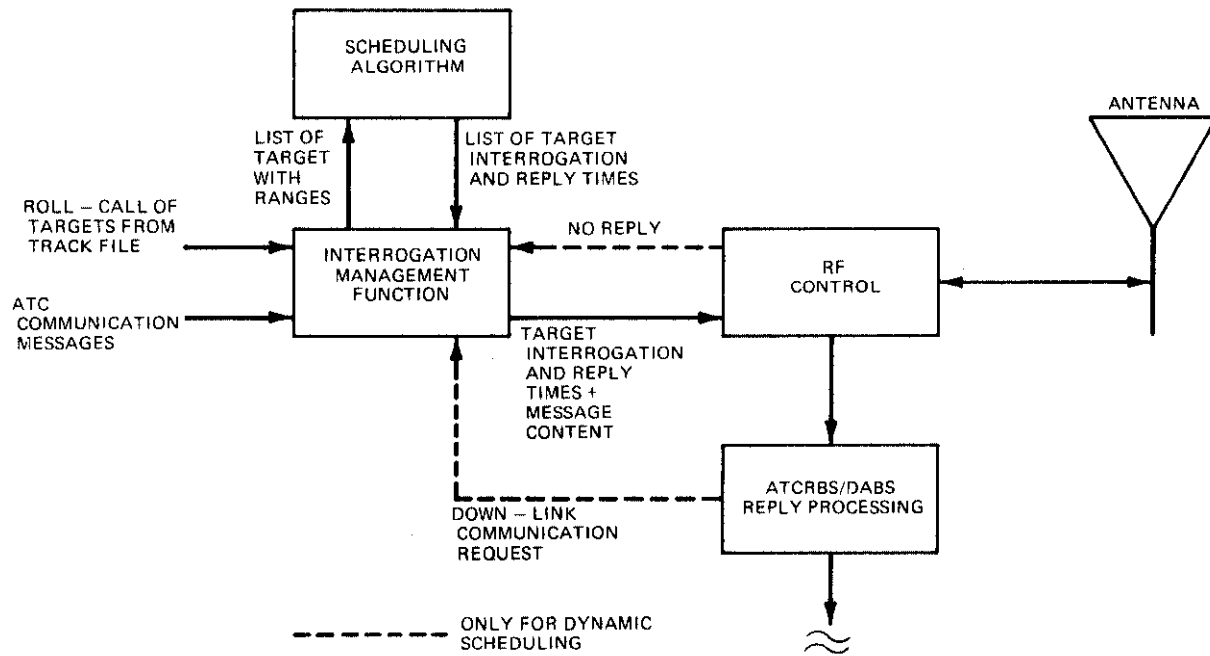 SCHEDULING
ALGORITHM
ANTENNA
LIST OF
TARGET
WITH
RANGES
LIST OF TARGET
INTERROGATION
AND REPLY TIMES
ROLL – CALL OF
TARGETS FROM
TRACK FILE
NO REPLY
INTERROGATION
MANAGEMENT
FUNCTION
RF
CONTROL
ATC
COMMUNICATION
MESSAGES
TARGET
INTERROGATION
AND REPLY
TIMES +
MESSAGE
CONTENT
ATCRBS/DABS
REPLY PROCESSING
DOWN – LINK
COMMUNICATION
REQUEST
ONLY FOR DYNAMIC
SCHEDULING